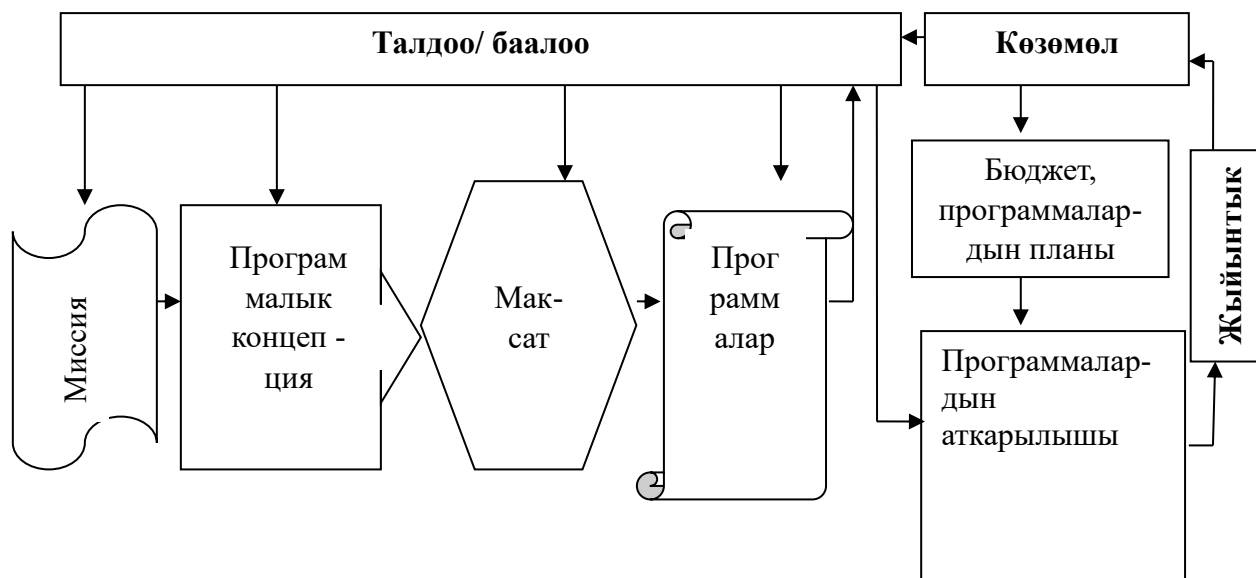 Талдоо/ баалоо
Көзөмөл
Миссия
Програм
малык
концеп -
ция
Мак-
сат
Прог
рамм
алар
Бюджет,
программалар-
дын планы
Программалар-
дын
аткарылышы
Жыйынтык